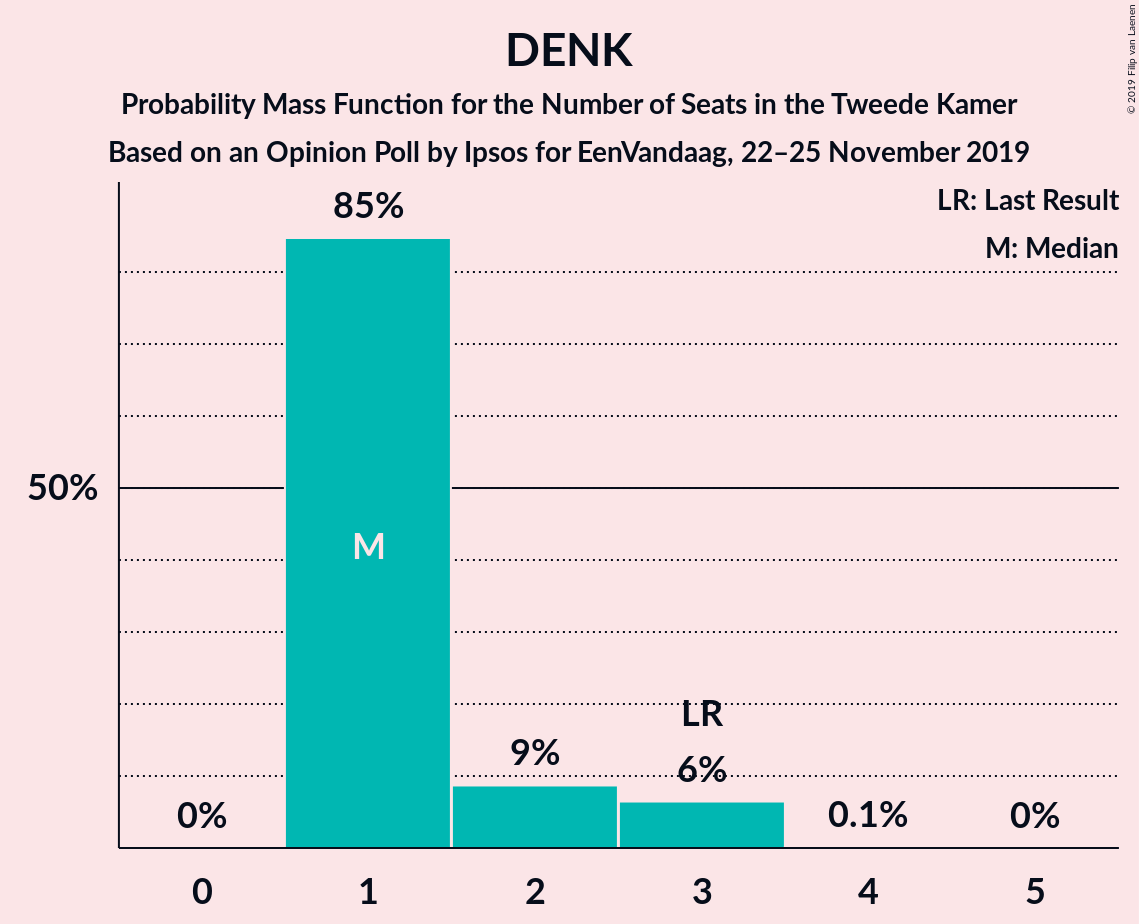 DENK
Probability Mass Function for the Number of Seats in the Tweede Kamer
Based on an Opinion Poll by Ipsos for EenVandaag, 22–25 November 2019
© 2019 Filip van Laenen
LR: Last Result
M: Median
85%
50%
M
LR
9%
6%
0%
0.1%
0%
0
1
2
3
4
5